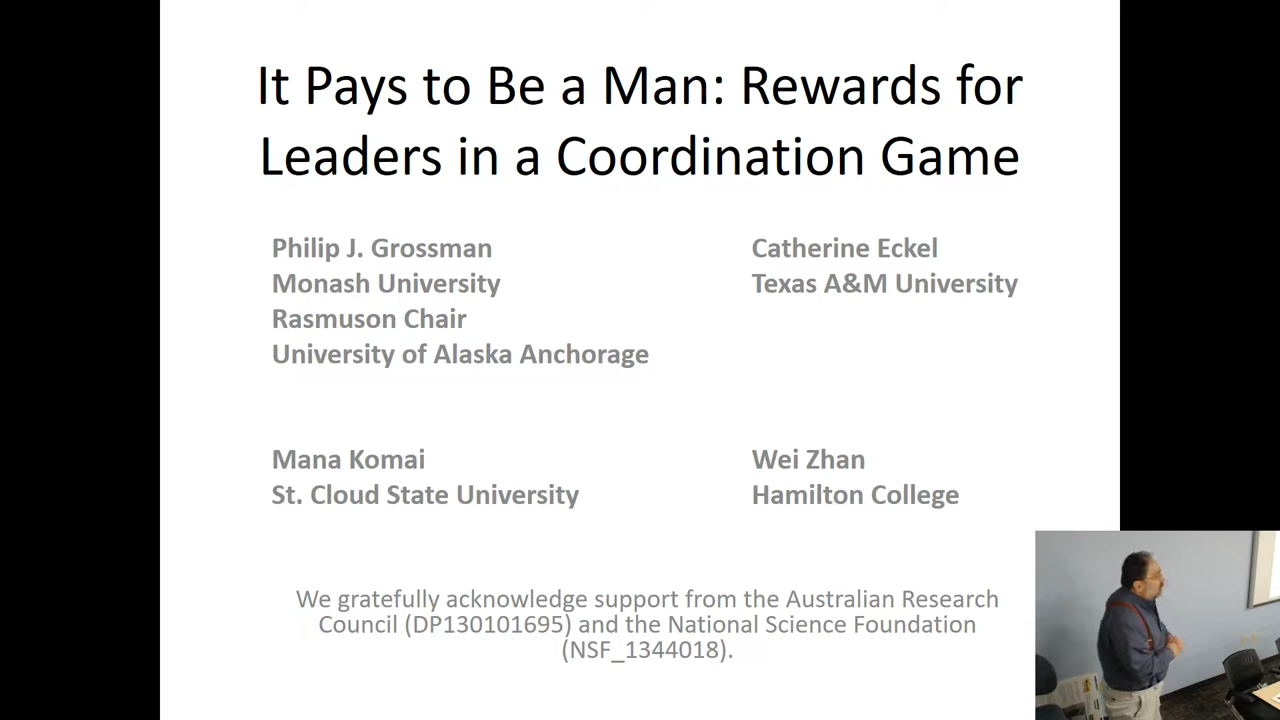 It Pays to Be a Man: Rewards for
Leaders in a Coordination Game
Philip J. Grossman
Monash University
Rasmuson Chair
University of Alaska Anchorage
Catherine Eckel
Texas A&M University
Mana Komai
St. Cloud State University
Wei Zhan
Hamilton College
We gratefully acknowledge support from the Australian Research
Council (DP130101695) and the National Science Foundation
(NSF_1344018).